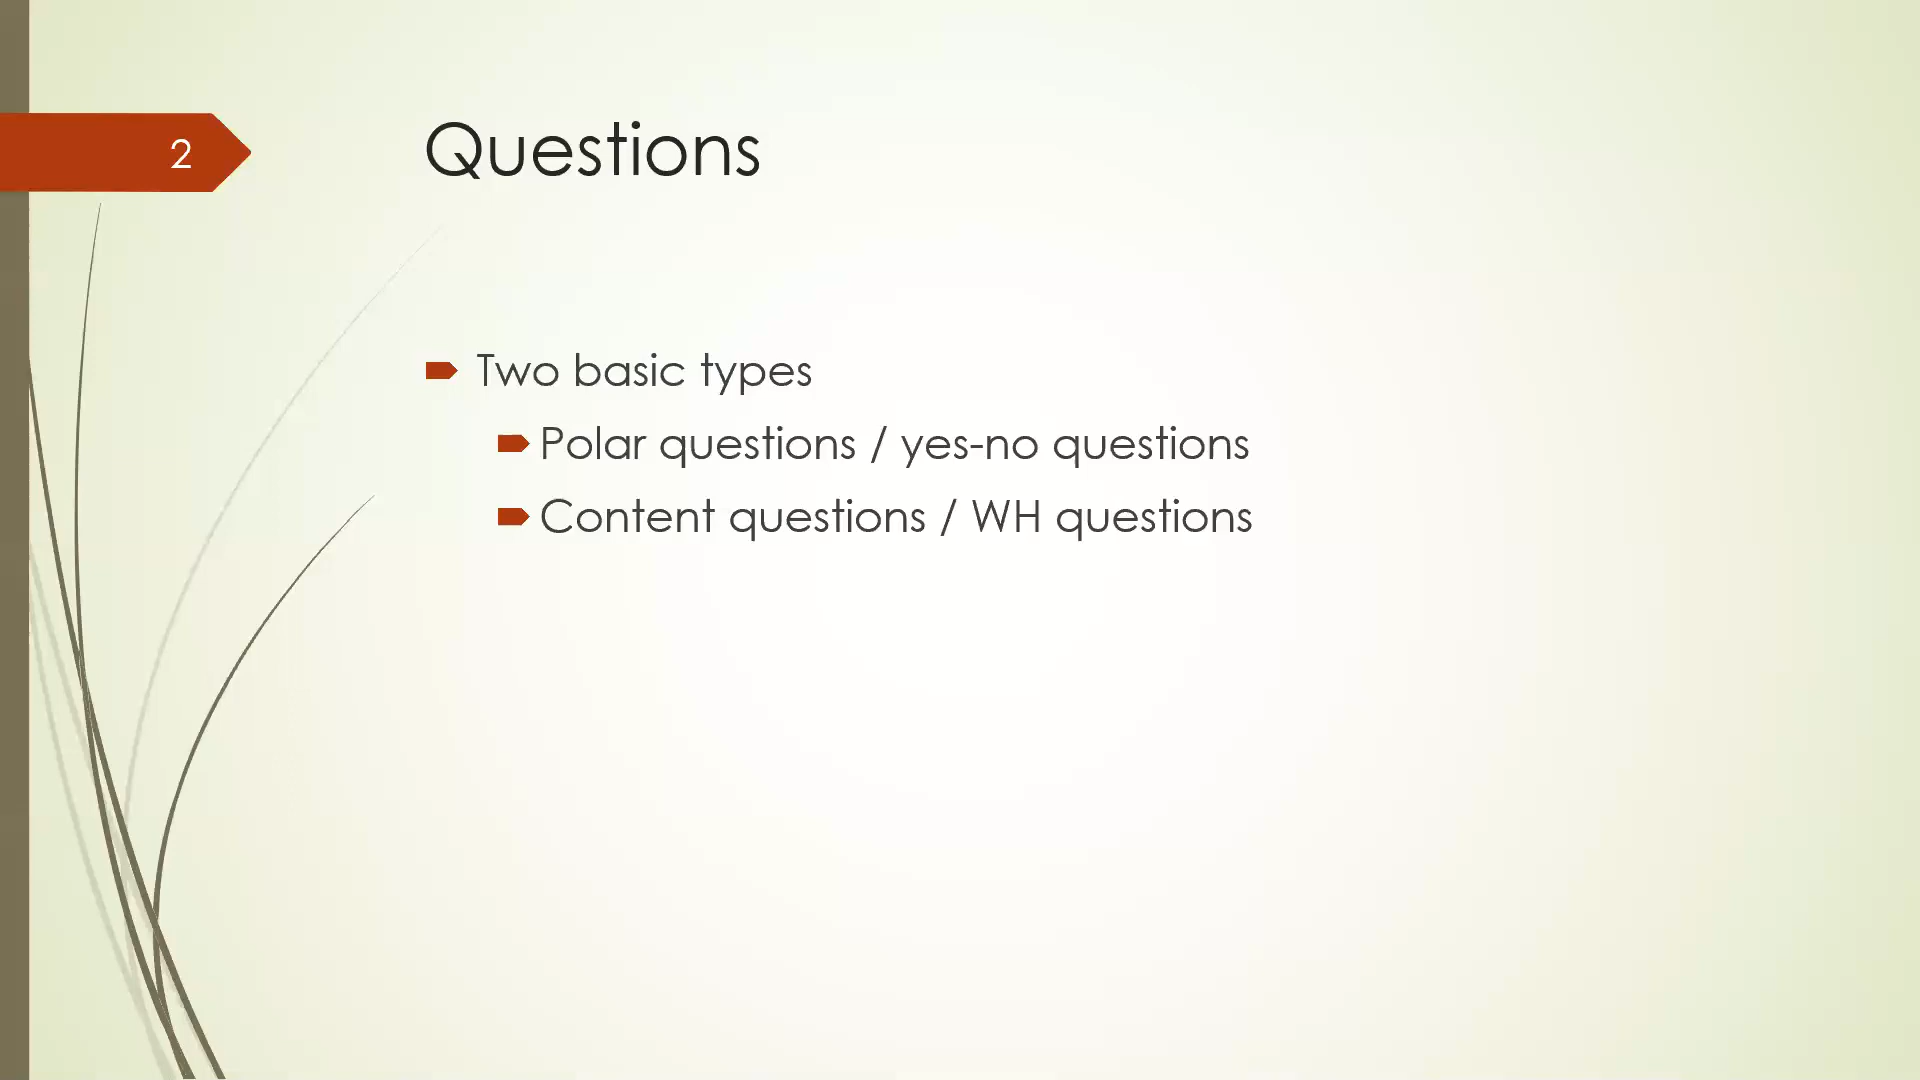 2
Questions
Two basic types
Polar questions / yes-no questions
Content questions / WH questions